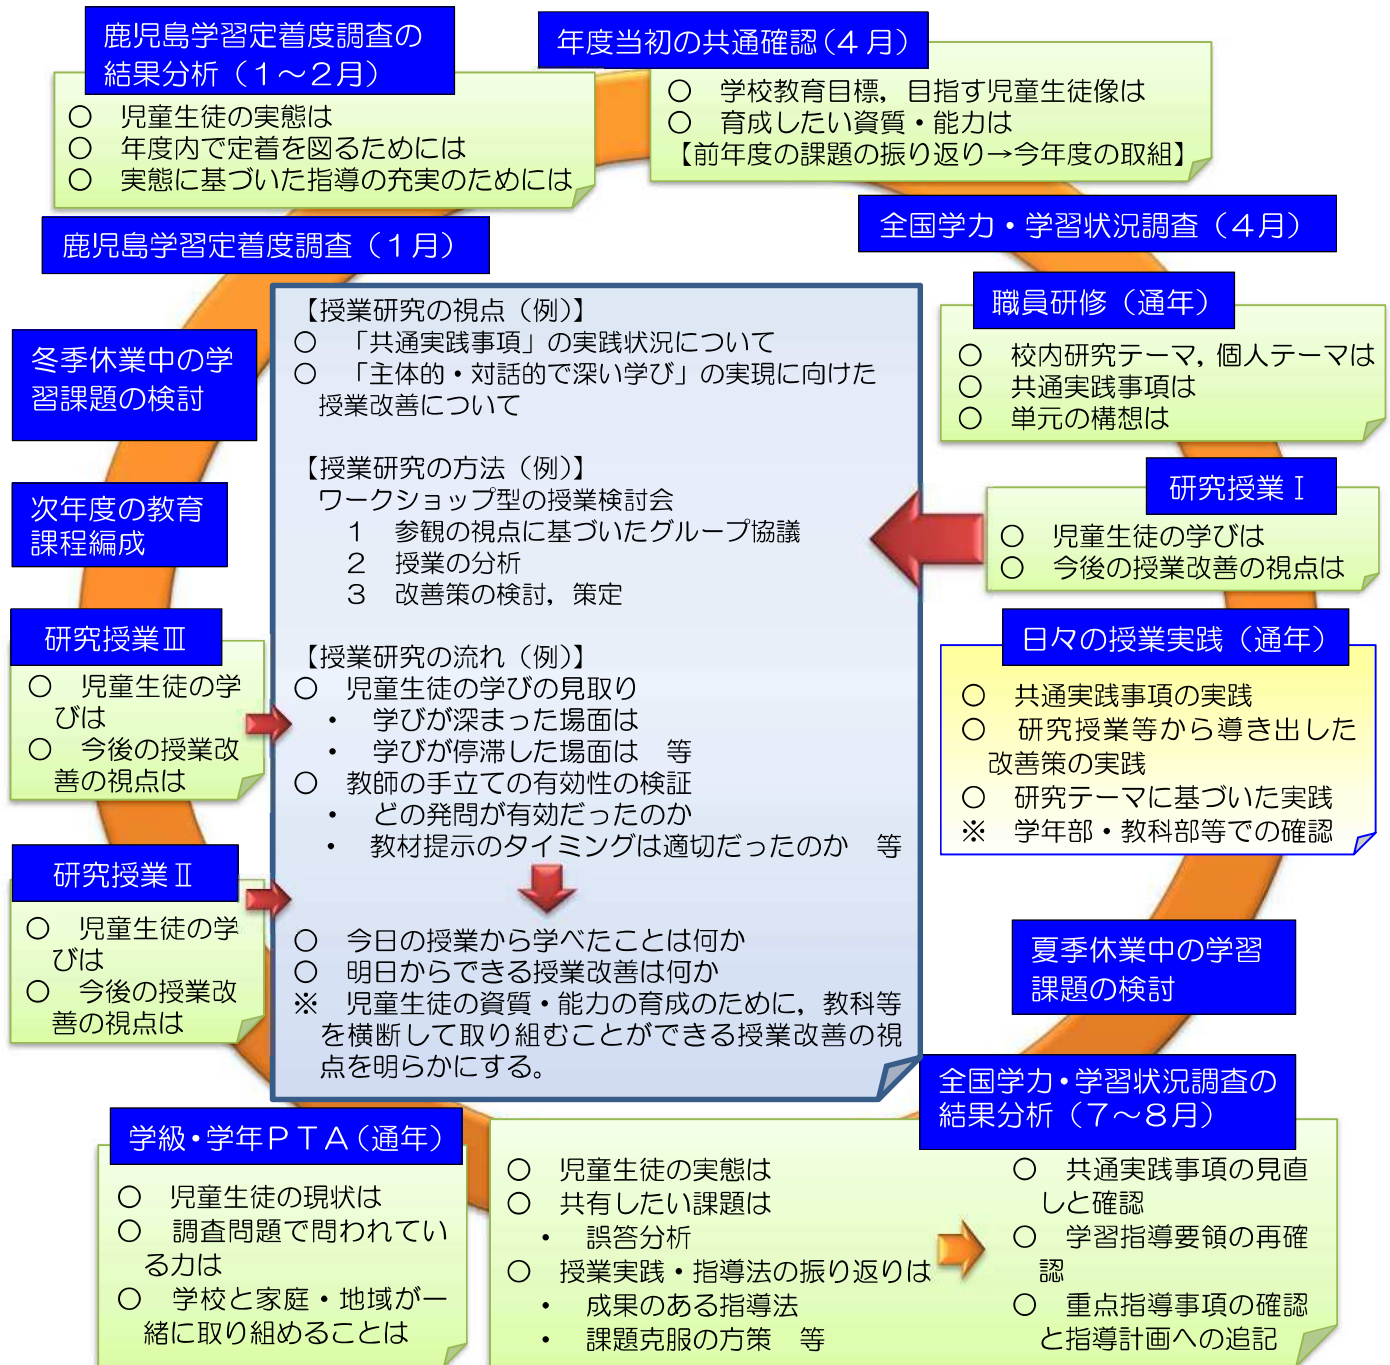 鹿児島学習定着度調査の
結果分析（１～２月）
○　児童生徒の実態は
○　年度内で定着を図るためには
○　実態に基づいた指導の充実のためには
年度当初の共通確認（４月）
○　学校教育目標，目指す児童生徒像は
○　育成したい資質・能力は
【前年度の課題の振り返り→今年度の取組】
鹿児島学習定着度調査（１月）
全国学力・学習状況調査（４月）
冬季休業中の学
習課題の検討
次年度の教育
課程編成
研究授業Ⅲ
○　児童生徒の学
びは
○　今後の授業改
善の視点は
研究授業Ⅱ
○　児童生徒の学
びは
○　今後の授業改
善の視点は
【授業研究の視点（例）】
○　「共通実践事項」の実践状況について
○　「主体的・対話的で深い学び」の実現に向けた
授業改善について
【授業研究の方法（例）】
ワークショップ型の授業検討会
１　参観の視点に基づいたグループ協議
２　授業の分析
３　改善策の検討，策定
【授業研究の流れ（例）】
○　児童生徒の学びの見取り
・　学びが深まった場面は
・　学びが停滞した場面は　等
○　教師の手立ての有効性の検証
・　どの発問が有効だったのか
・　教材提示のタイミングは適切だったのか　等
○　今日の授業から学べたことは何か
○　明日からできる授業改善は何か
※　児童生徒の資質・能力の育成のために，教科等
を横断して取り組むことができる授業改善の視
点を明らかにする。
職員研修（通年）
○　校内研究テーマ，個人テーマは
○　共通実践事項は
○　単元の構想は
研究授業Ⅰ
○　児童生徒の学びは
○　今後の授業改善の視点は
日々の授業実践（通年）
○　共通実践事項の実践
○　研究授業等から導き出した
改善策の実践
○　研究テーマに基づいた実践
※　学年部・教科部等での確認
夏季休業中の学習
課題の検討
全国学力・学習状況調査の
結果分析（７～８月）
○　児童生徒の実態は
○　共有したい課題は
・　誤答分析
○　授業実践・指導法の振り返りは
・　成果のある指導法
・　課題克服の方策　等
○　共通実践事項の見直
しと確認
○　学習指導要領の再確
認
○　重点指導事項の確認
と指導計画への追記
学級・学年ＰＴＡ（通年）
○　児童生徒の現状は
○　調査問題で問われてい
る力は
○　学校と家庭・地域が一
緒に取り組めることは